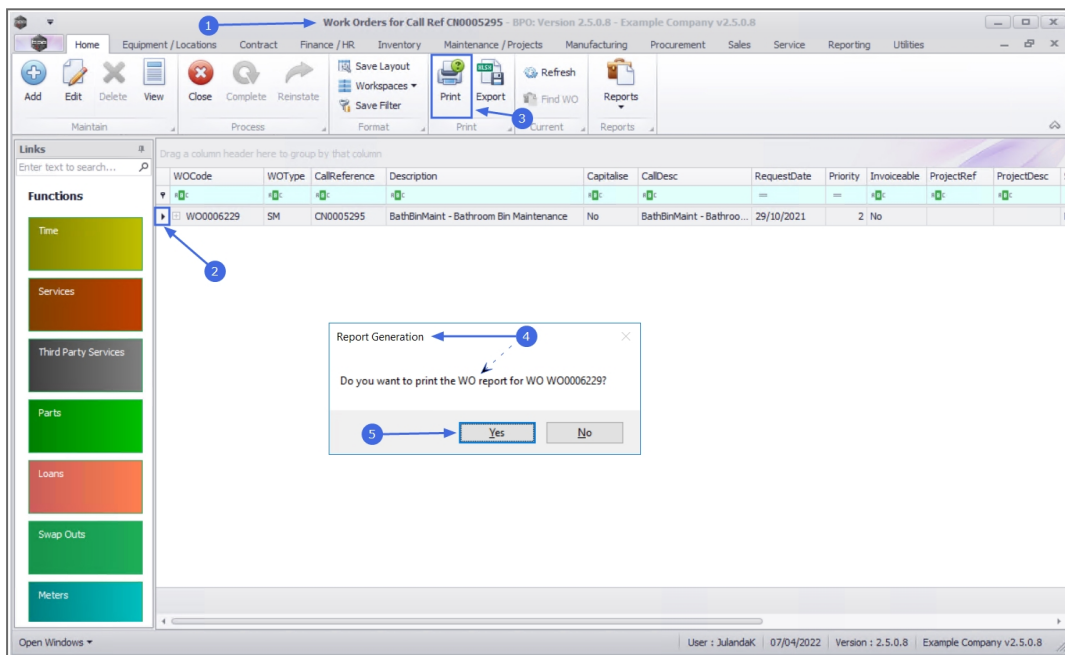 1
Work Orders for Call Ref CN0005295 - BPO: Version 2.5.0.8 - Example Company v2.5.0.8
Home Equipment / Locations Contract Finance / HR Inventory Maintenance / Projects Manufacturing Procurement Sales Service Reporting Utilities
Save Layout
Workspaces
Save Filter
Refresh
Find WO
Add Edit Delete View Close Complete Reinstate Print Export Reports
3
Maintain Process Format Print Current Reports
Links
Enter text to search...
Drag a column header here to group by that column
WOCode WOType CallReference Description Capitalise CallDesc RequestDate Priority Invoiceable ProjectRef ProjectDesc
Functions
WO0006229 SM CN0005295 BathBinMaint - Bathroom Bin Maintenance No BathBinMaint - Bathroo... 29/10/2021 2 No
2
Time
Services
Third Party Services
Parts
Loans
Swap Outs
Meters
Report Generation
4
Do you want to print the WO report for WO WO0006229?
5
Yes No
Open Windows
User : JulandaK 07/04/2022 Version : 2.5.0.8 Example Company v2.5.0.8